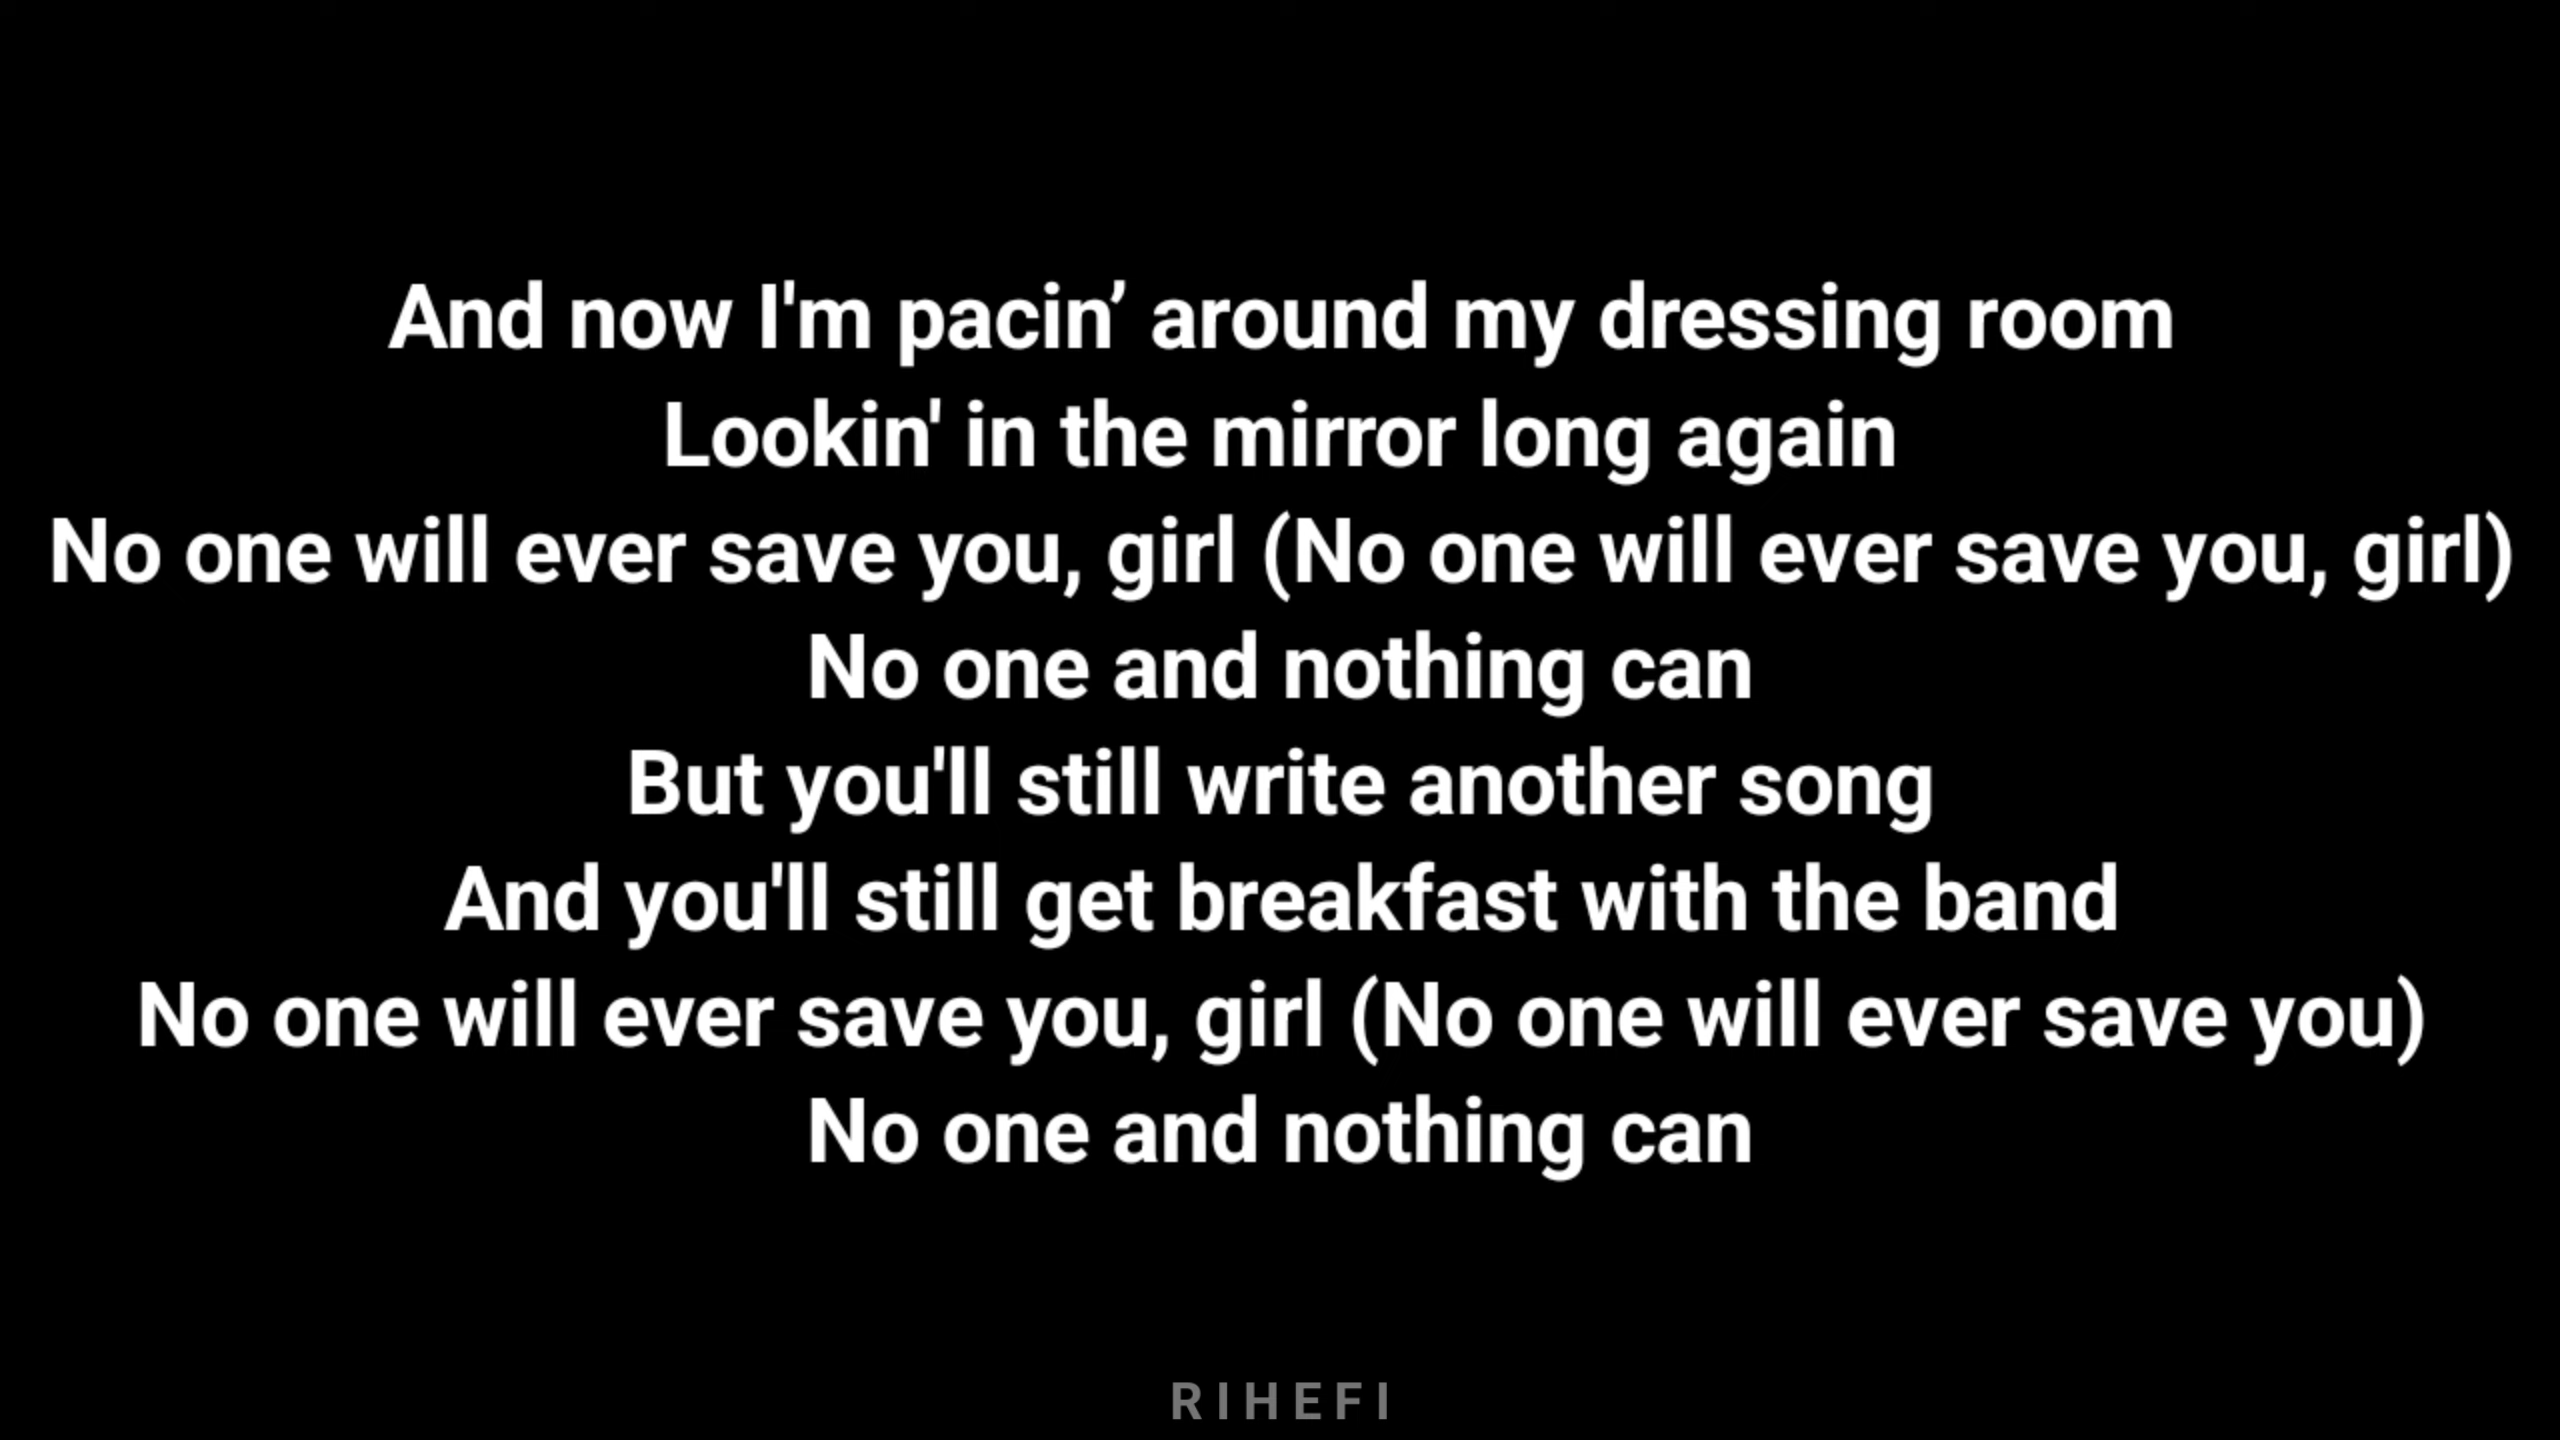 And now I'm pacin’ around my dressing room
Lookin' in the mirror long again
No one will ever save you, girl (No one will ever save you, girl)
No one and nothing can
But you'll still write another song
And you'll still get breakfast with the band
No one will ever save you, girl (No one will ever save you)
No one and nothing can
RIHEFI